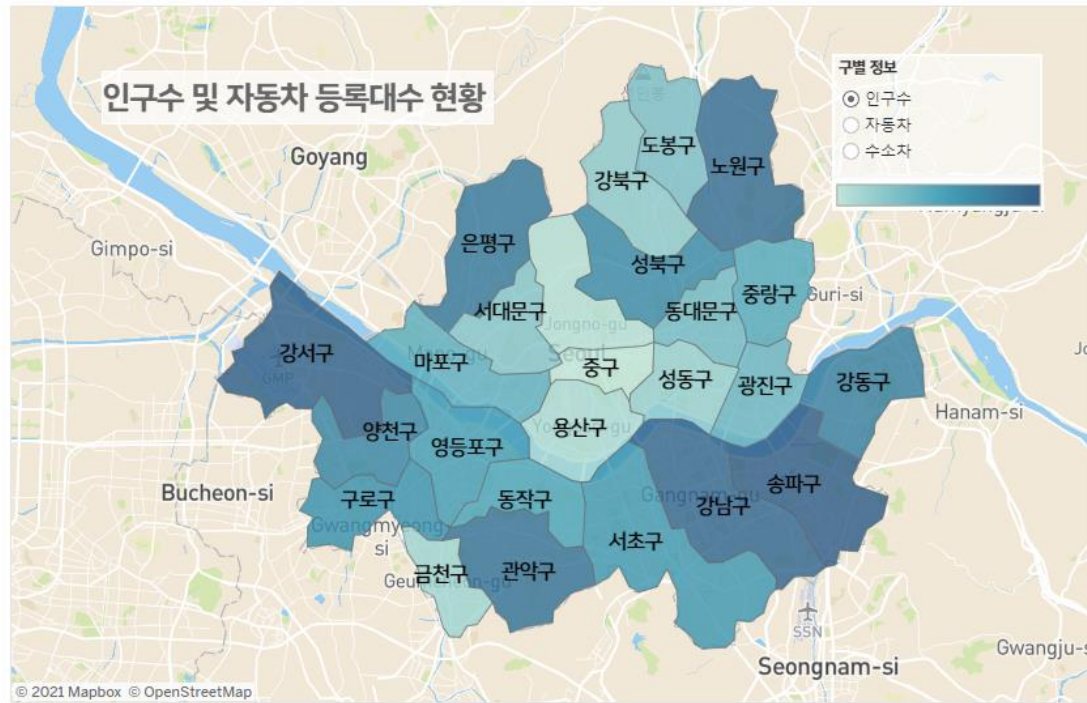 인구수 및 자동차 등록대수 현황
구별 정보
인구수
자동차
수소차
Goyang
도봉구
노원구
강북구
Gimpo-si
은평구
성북구
중랑구
Guri-si
서대문구
동대문구
Jongno-gu
Seoul
강서구
GMP
마포구
중구
성동구
광진구
강동구
Hanam-si
양천구
영등포구
용산구
Bucheon-si
구로구
동작구
Gangnam-gu
송파구
강남구
Gwangmyeong
si
서초구
금천구
관악구
SSN
Gwangju-s
Seongnam-si
© 2021 Mapbox © OpenStreetMap